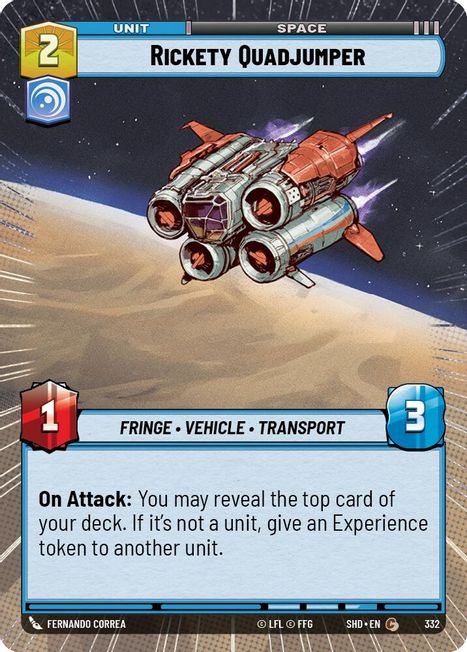 UNIT SPACE
2 RICKETY QUADJUMPER
1 FRINGE • VEHICLE • TRANSPORT 3
On Attack: You may reveal the top card of
your deck. If it's not a unit, give an Experience
token to another unit.
FERNANDO CORREA © LFL © FFG SHD • EN C 332